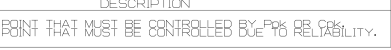 DESCRIPTION
POINT THAT MUST BE CONTROLLED BY Ppk OR Cpk.
POINT THAT MUST BE CONTROLLED DUE TO RELIABILITY.